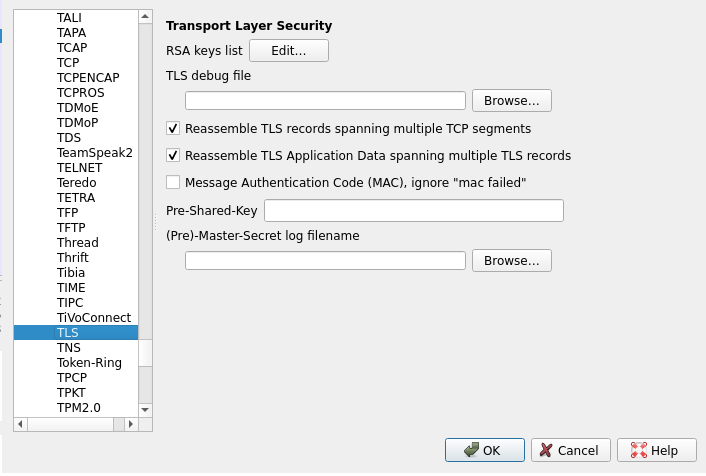 TALI
TAPA
TCAP
TCP
TCPENCAP
TCPROS
TDMoE
TDMoP
TDS
TeamSpeak2
TELNET
Teredo
TETRA
TFP
TFTP
Thread
Thrift
Tibia
TIME
TIPC
TiVoConnect
TLS
TNS
Token-Ring
TPCP
TPKT
TPM2.0
Transport Layer Security
RSA keys list Edit...
TLS debug file
Browse...
Reassemble TLS records spanning multiple TCP segments
Reassemble TLS Application Data spanning multiple TLS records
Message Authentication Code (MAC), ignore "mac failed"
Pre-Shared-Key
(Pre)-Master-Secret log filename
Browse...
OK Cancel Help